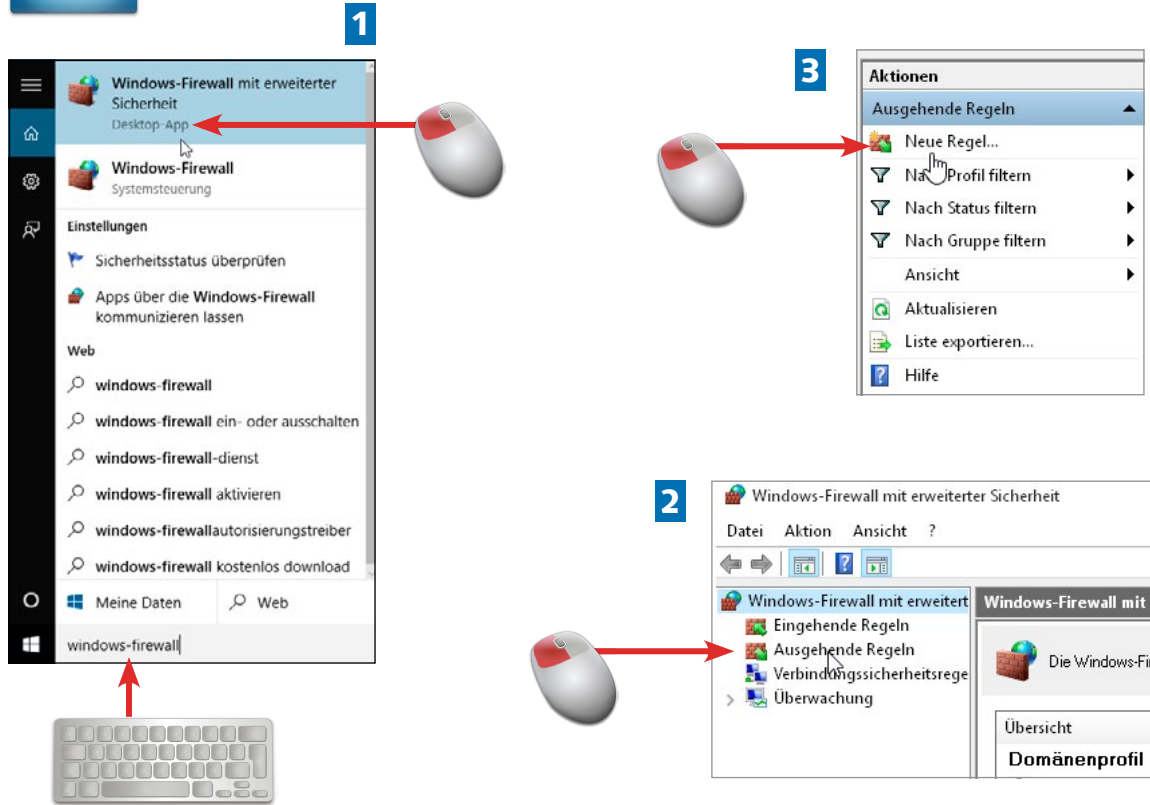 1
Windows-Firewall mit erweiterter
Sicherheit
Desktop-App
Windows-Firewall
Systemsteuerung
Einstellungen
Sicherheitsstatus überprüfen
Apps über die Windows-Firewall
kommunizieren lassen
Web
windows-firewall
windows-firewall ein- oder ausschalten
windows-firewall-dienst
windows-firewall aktivieren
windows-firewallautorisierungstreiber
windows-firewall kostenlos download
Meine Daten
Web
windows-firewall
3
Aktionen
Ausgehende Regeln
Neue Regel...
Profil filtern
Nach Status filtern
Nach Gruppe filtern
Ansicht
Aktualisieren
Liste exportieren...
?
Hilfe
2
Windows-Firewall mit erweiterter Sicherheit
Datei Aktion Ansicht ?
?
Windows-Firewall mit erweitert
Eingehende Regeln
Ausgehende Regeln
Verbindungssicherheitsrege
Überwachung
Windows-Firewall mit
Die Windows-Fi
Übersicht
Domänenprofil